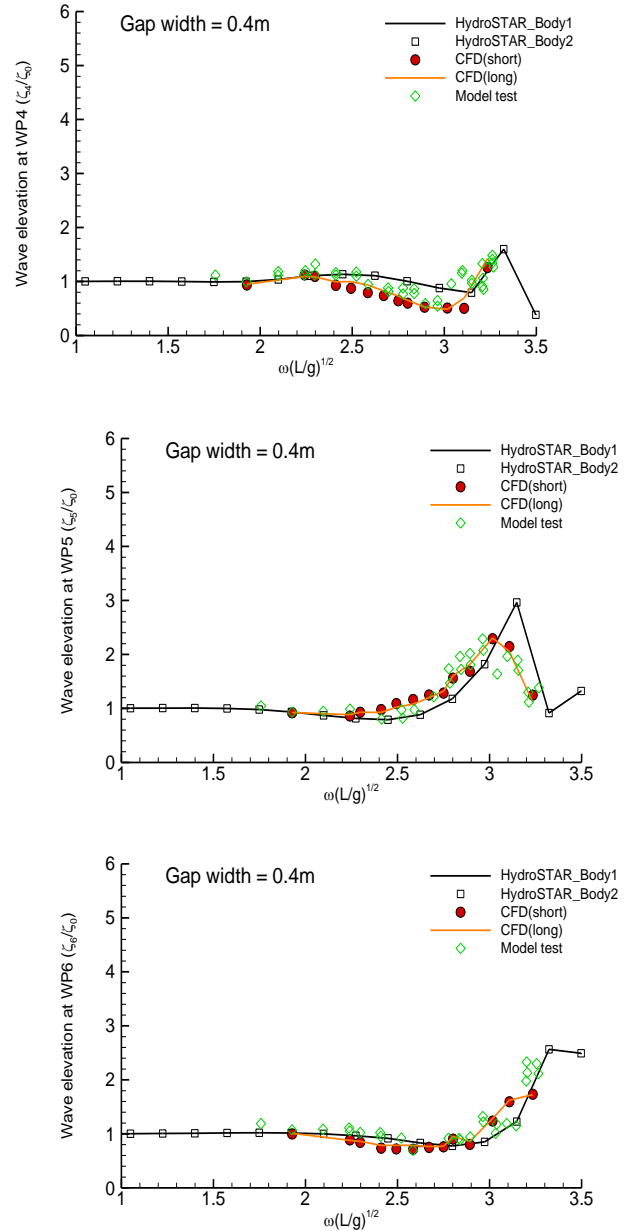 Gap width = 0.4m
HydroSTAR_Body1
HydroSTAR_Body2
CFD(short)
CFD(long)
Model test
Wave elevation at WP4 (ζ4/ζ0)
6
5
4
3
2
1
0
1 2 2.5 3 3.5
ω(L/g)^1/2
Gap width = 0.4m
HydroSTAR_Body1
HydroSTAR_Body2
CFD(short)
CFD(long)
Model test
Wave elevation at WP5 (ζ5/ζ0)
6
5
4
3
2
1
0
1 1.5 2 2.5 3 3.5
ω(L/g)^1/2
Gap width = 0.4m
HydroSTAR_Body1
HydroSTAR_Body2
CFD(short)
CFD(long)
Model test
Wave elevation at WP6 (ζ6/ζ0)
6
5
4
3
2
1
0
1 1.5 2 2.5 3 3.5
ω(L/g)^1/2